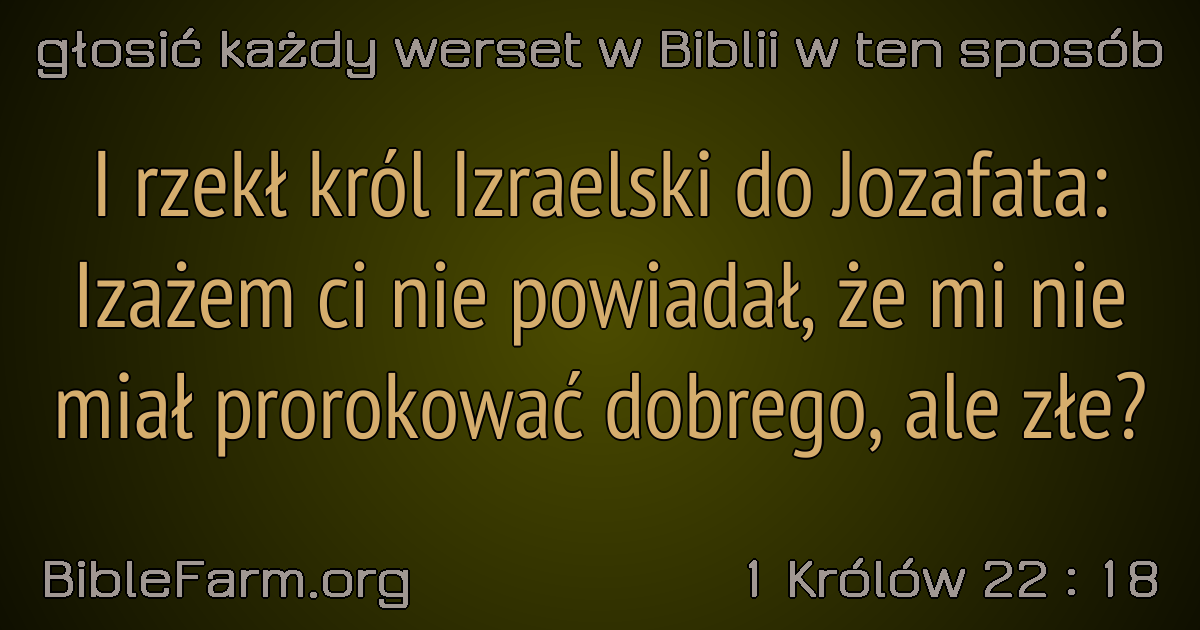 głosić każdy werset w Biblii w ten sposób
I rzekł król Izraelski do Jozafata:
Izażem ci nie powiadał, że mi nie
miał prorokować dobrego, ale złe?
BibleFarm.org
1 Królów 22 : 18